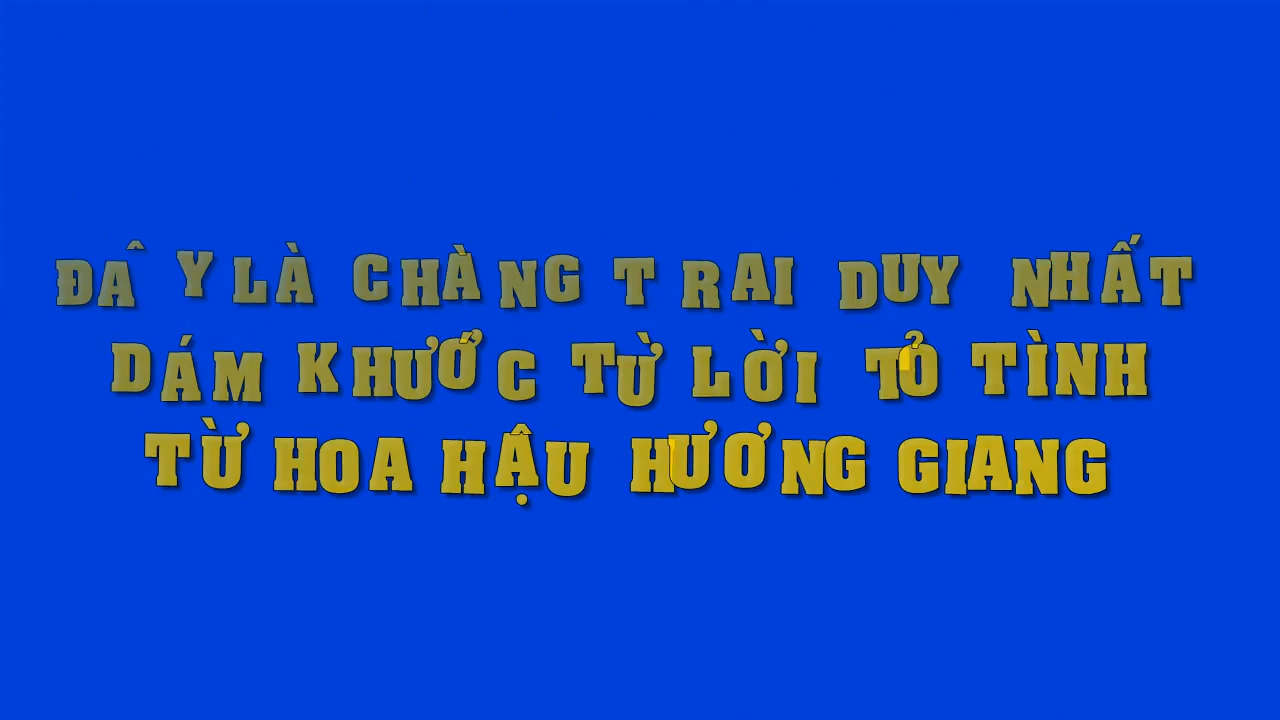 ĐÂY LÀ CHÀNG TRAI DUY NHẤT
DÁM KHƯỚC TỪ LỜI TỎ TÌNH
TỪ HOA HẬU HƯƠNG GIANG